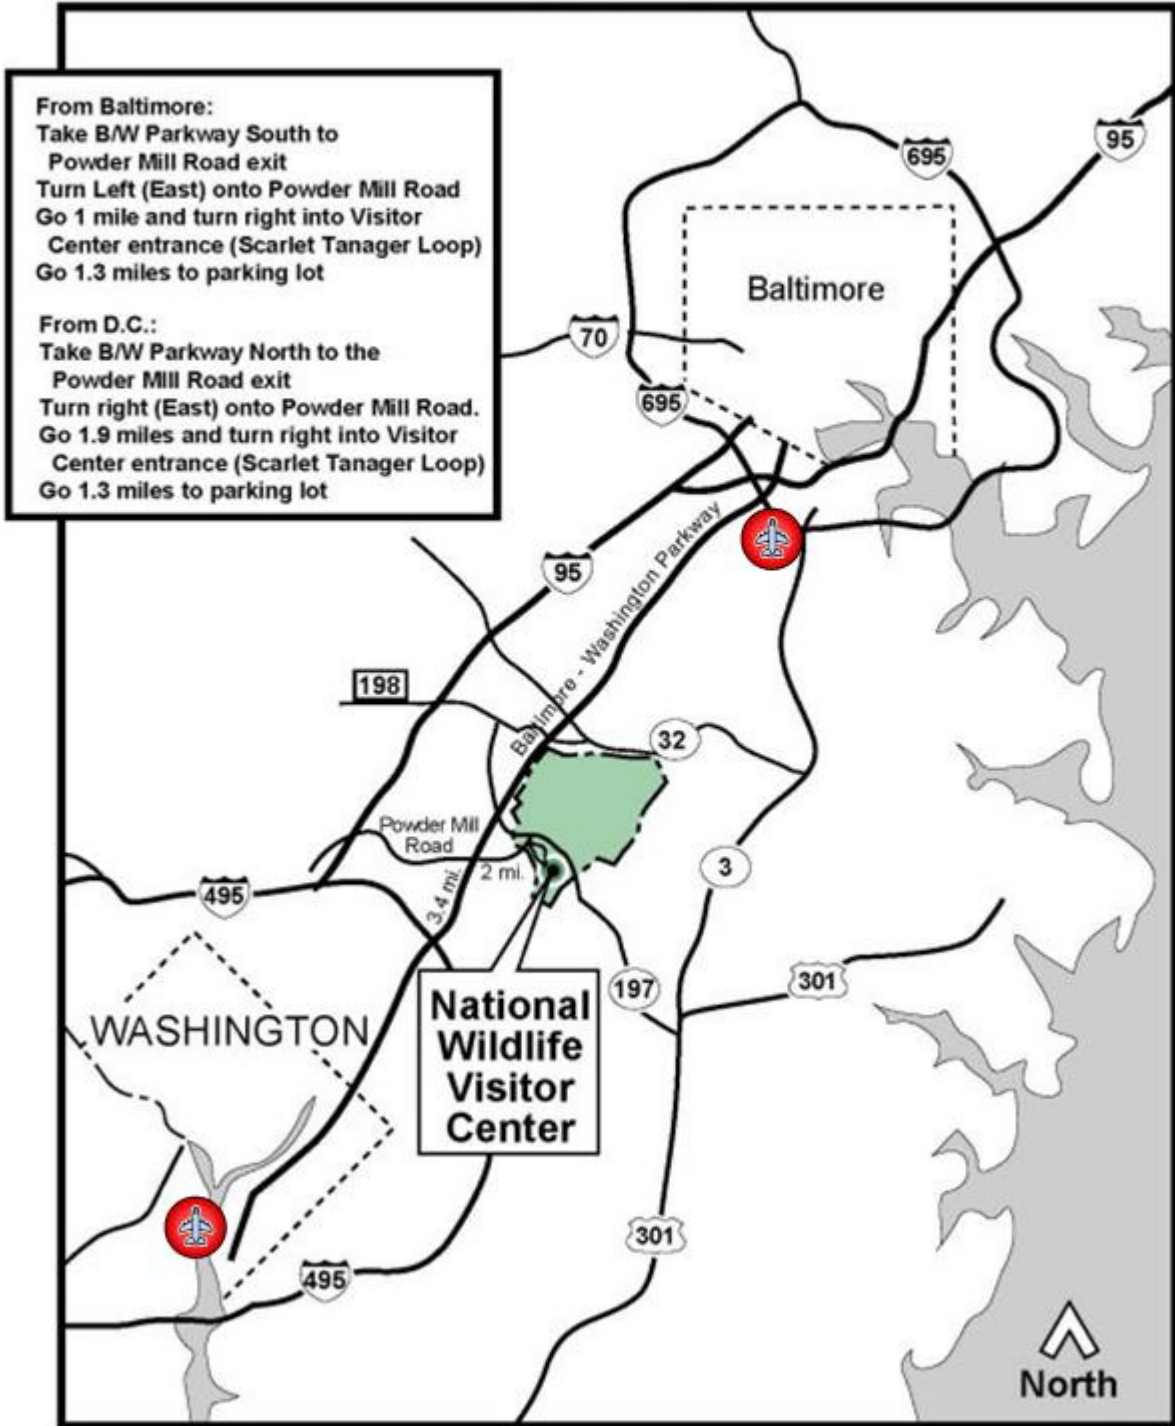 From Baltimore:
Take B/W Parkway South to
Powder Mill Road exit
Turn Left (East) onto Powder Mill Road
Go 1 mile and turn right into Visitor
Center entrance (Scarlet Tanager Loop)
Go 1.3 miles to parking lot
From D.C.:
Take B/W Parkway North to the
Powder Mill Road exit
Turn right (East) onto Powder Mill Road.
Go 1.9 miles and turn right into Visitor
Center entrance (Scarlet Tanager Loop)
Go 1.3 miles to parking lot
95
695
Baltimore
70
695
95
Baltimore - Washington Parkway
198
32
Powder Mill
Road
2 mi.
3.4 mi.
3
495
197
301
WASHINGTON
National
Wildlife
Visitor
Center
301
495
North